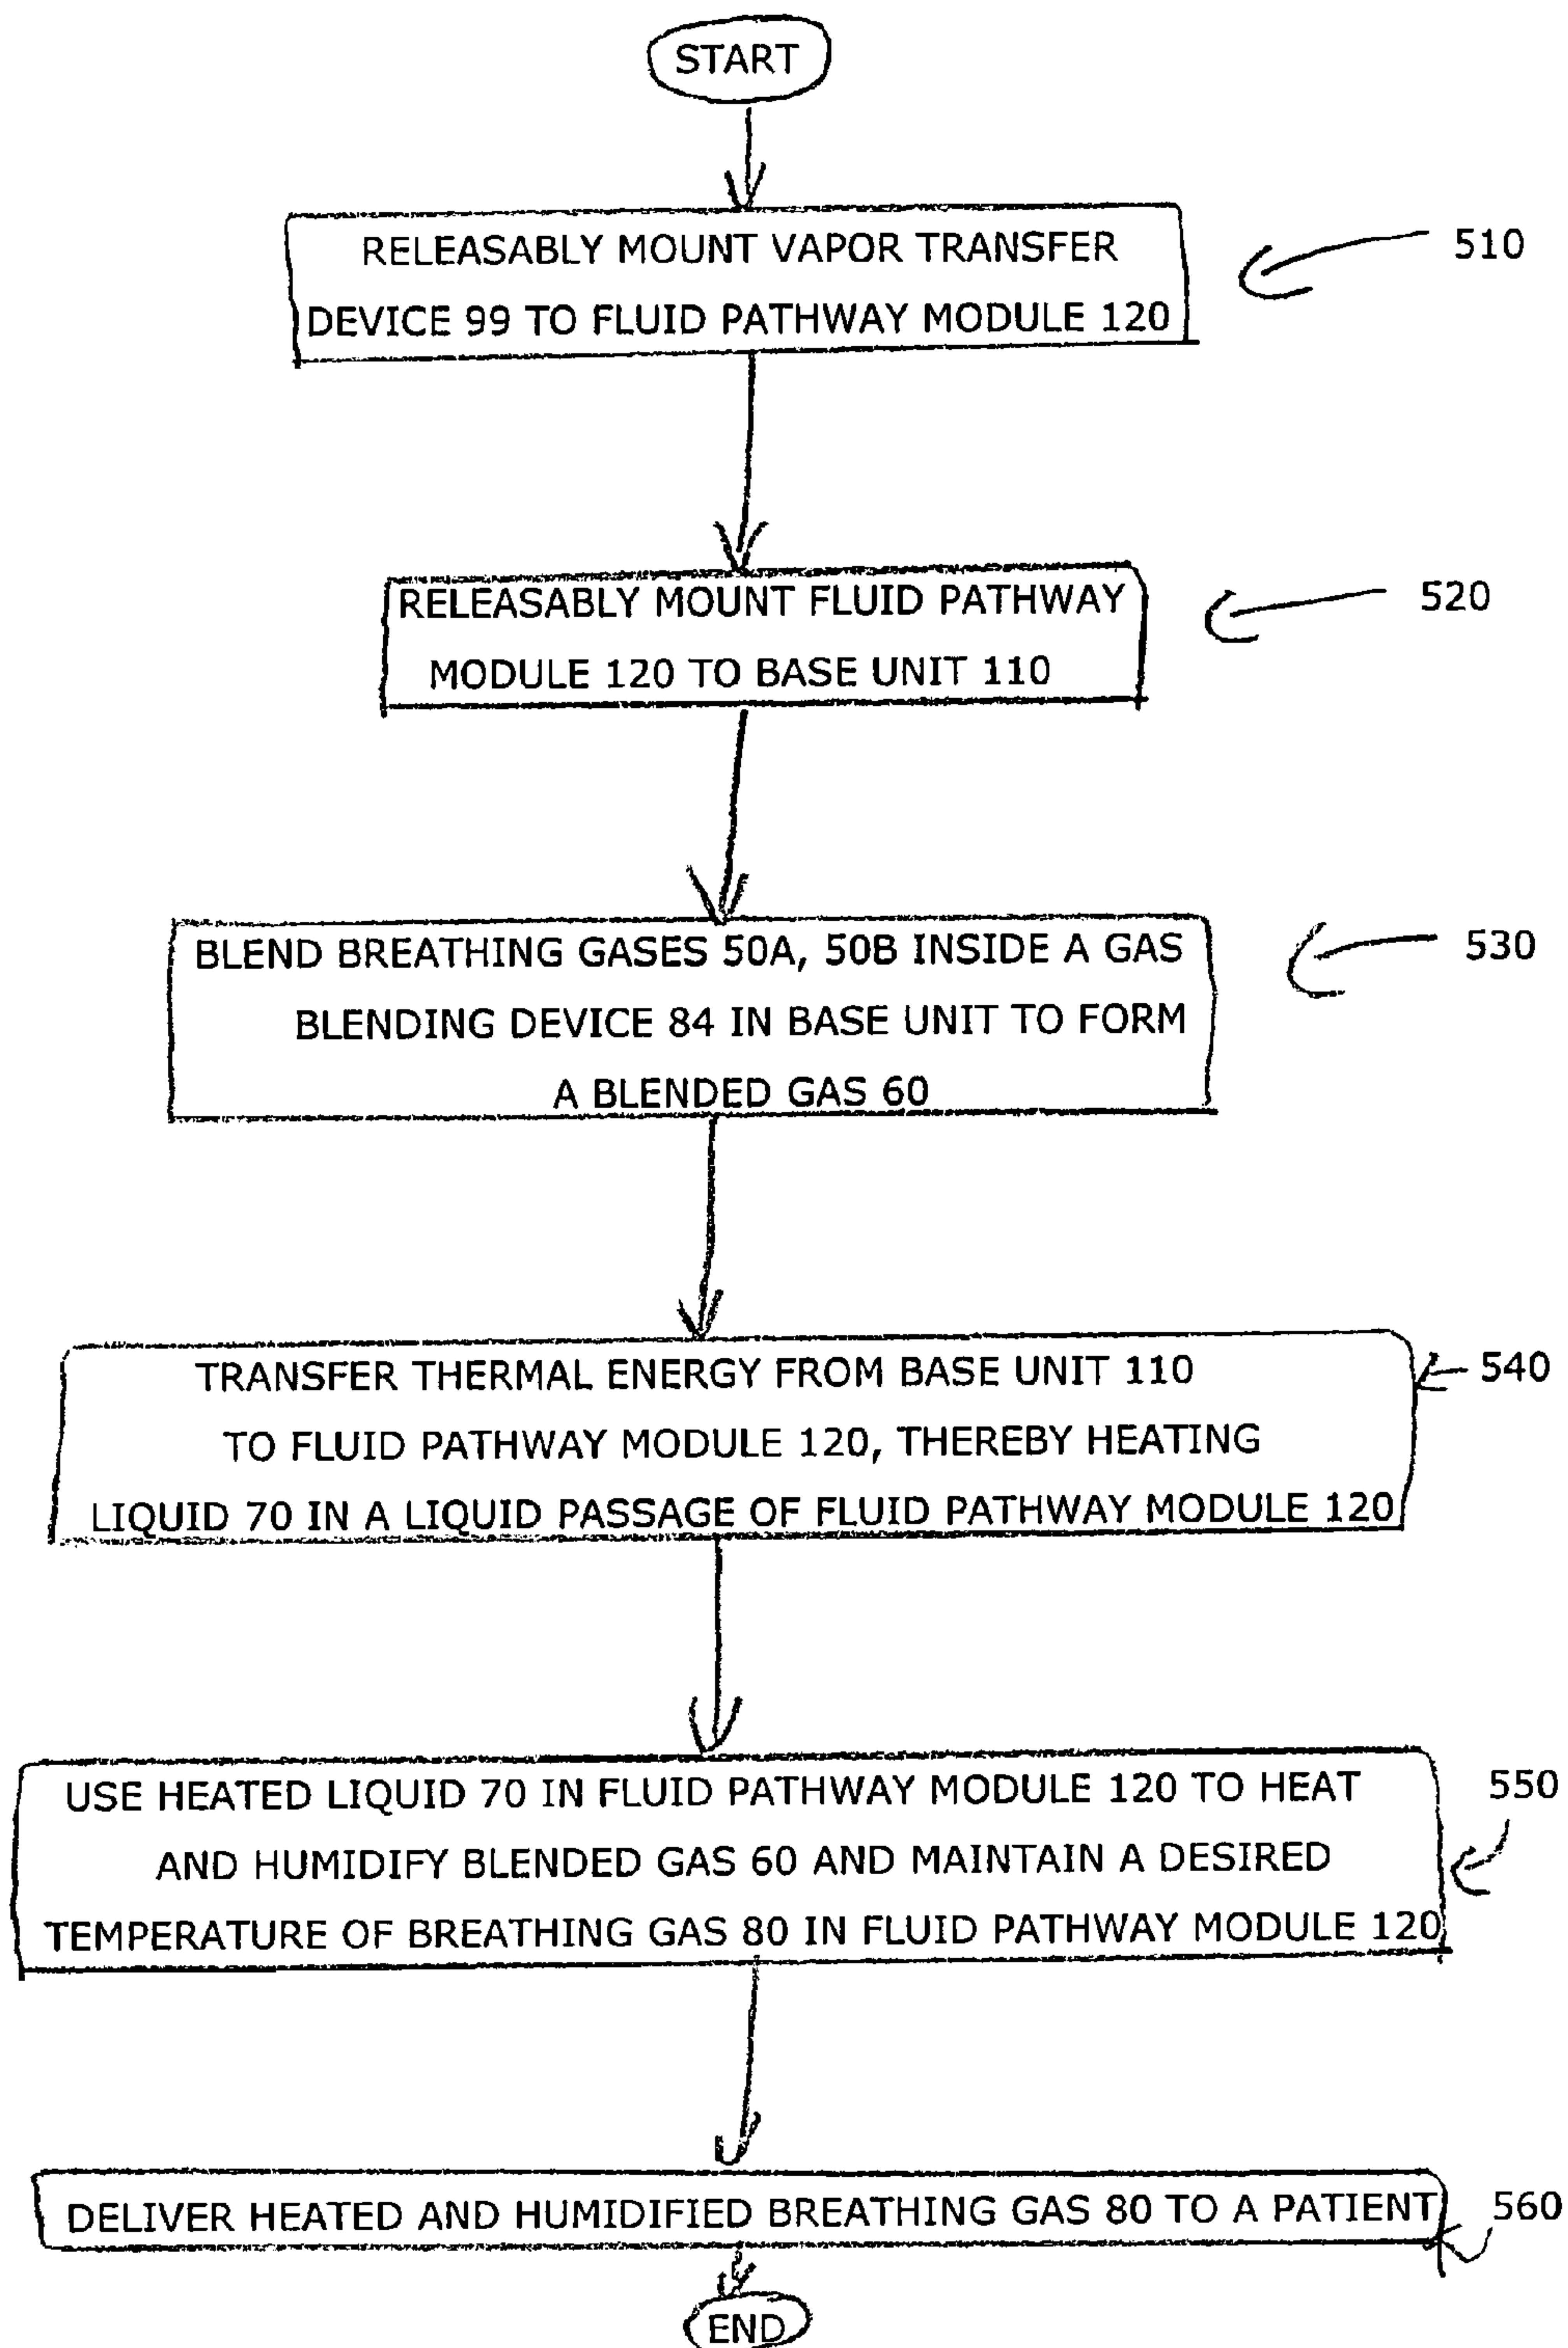 START
RELEASABLY MOUNT VAPOR TRANSFER
DEVICE 99 TO FLUID PATHWAY MODULE 120
510
RELEASABLY MOUNT FLUID PATHWAY
MODULE 120 TO BASE UNIT 110
520
BLEND BREATHING GASES 50A, 50B INSIDE A GAS
BLENDING DEVICE 84 IN BASE UNIT TO FORM
A BLENDED GAS 60
530
TRANSFER THERMAL ENERGY FROM BASE UNIT 110
TO FLUID PATHWAY MODULE 120, THEREBY HEATING
LIQUID 70 IN A LIQUID PASSAGE OF FLUID PATHWAY MODULE 120
540
USE HEATED LIQUID 70 IN FLUID PATHWAY MODULE 120 TO HEAT
AND HUMIDIFY BLENDED GAS 60 AND MAINTAIN A DESIRED
TEMPERATURE OF BREATHING GAS 80 IN FLUID PATHWAY MODULE 120
550
DELIVER HEATED AND HUMIDIFIED BREATHING GAS 80 TO A PATIENT
560
END